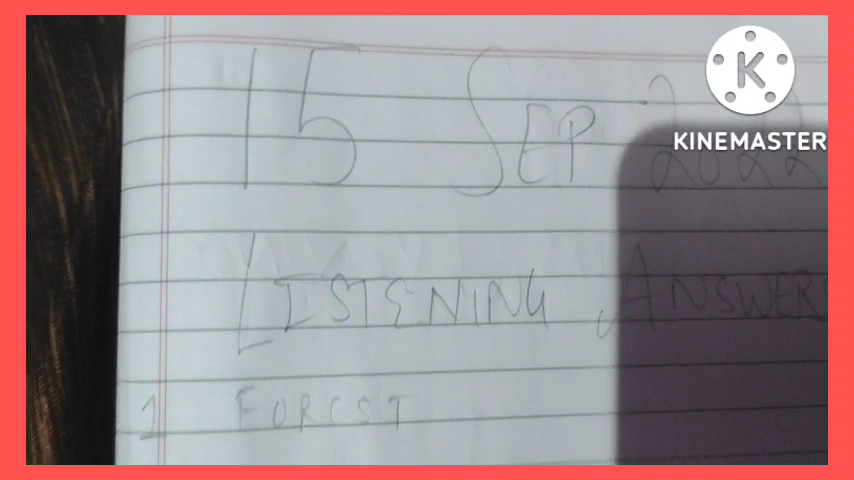 15 SEP 2022
K
KINEMASTER
LISTENING ANSWERS
1 FOREST